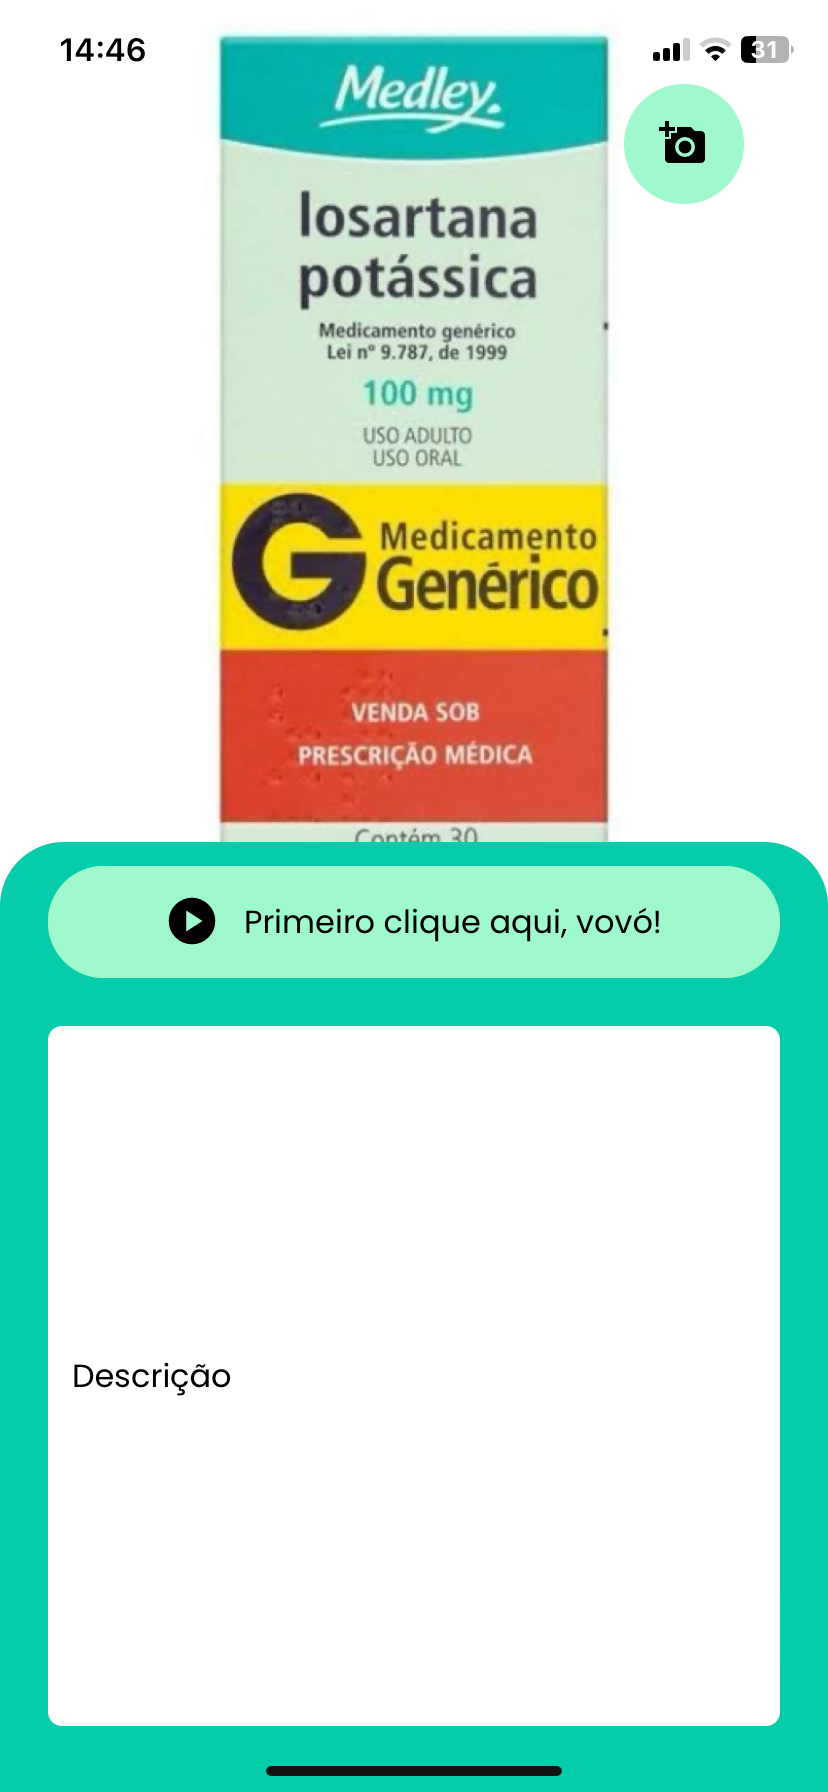 14:46
31
Medley.
losartana
potássica
Medicamento genérico
Lei nº 9.787, de 1999
100 mg
USO ADULTO
USO ORAL
G Medicamento
Genérico
VENDA SOB
PRESCRIÇÃO MÉDICA
Contém 30
Primeiro clique aqui, vovó!
Descrição